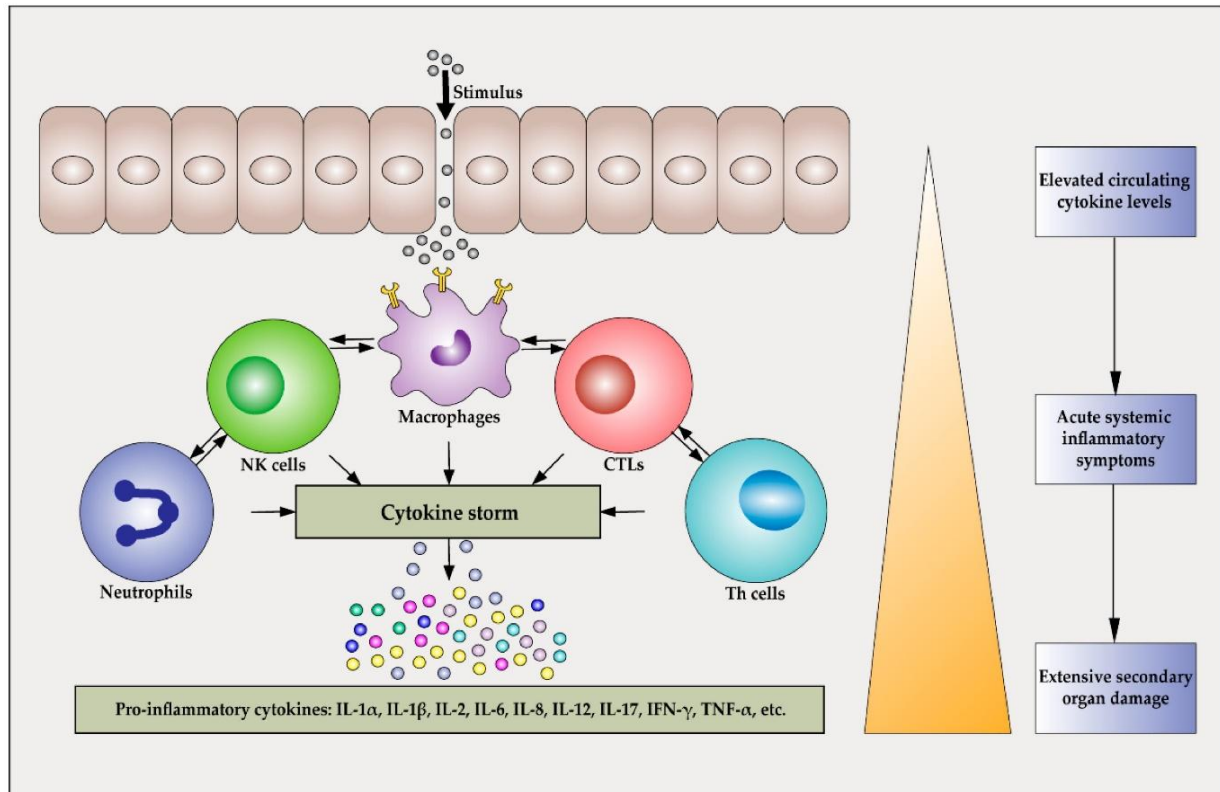 Stimulus
Macrophages
NK cells
CTLs
Cytokine storm
Neutrophils
Th cells
Pro-inflammatory cytokines: IL-1α, IL-1β, IL-2, IL-6, IL-8, IL-12, IL-17, IFN-γ, TNF-α, etc.
Elevated circulating
cytokine levels
Acute systemic
inflammatory
symptoms
Extensive secondary
organ damage